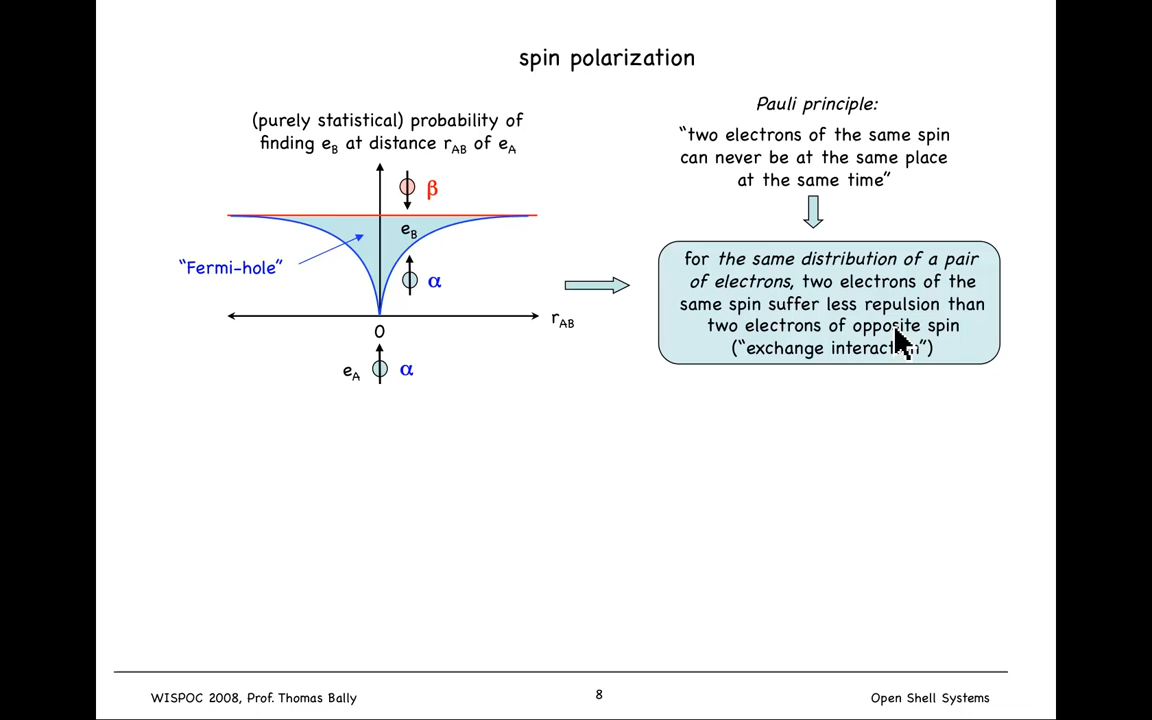 spin polarization
(purely statistical) probability of
finding eB at distance rAB of eA
β
eB
"Fermi-hole"
α
rAB
0
eA
α
Pauli principle:
"two electrons of the same spin
can never be at the same place
at the same time"
for the same distribution of a pair
of electrons, two electrons of the
same spin suffer less repulsion than
two electrons of opposite spin
("exchange interaction")
WISPOC 2008, Prof. Thomas Bally
8
Open Shell Systems